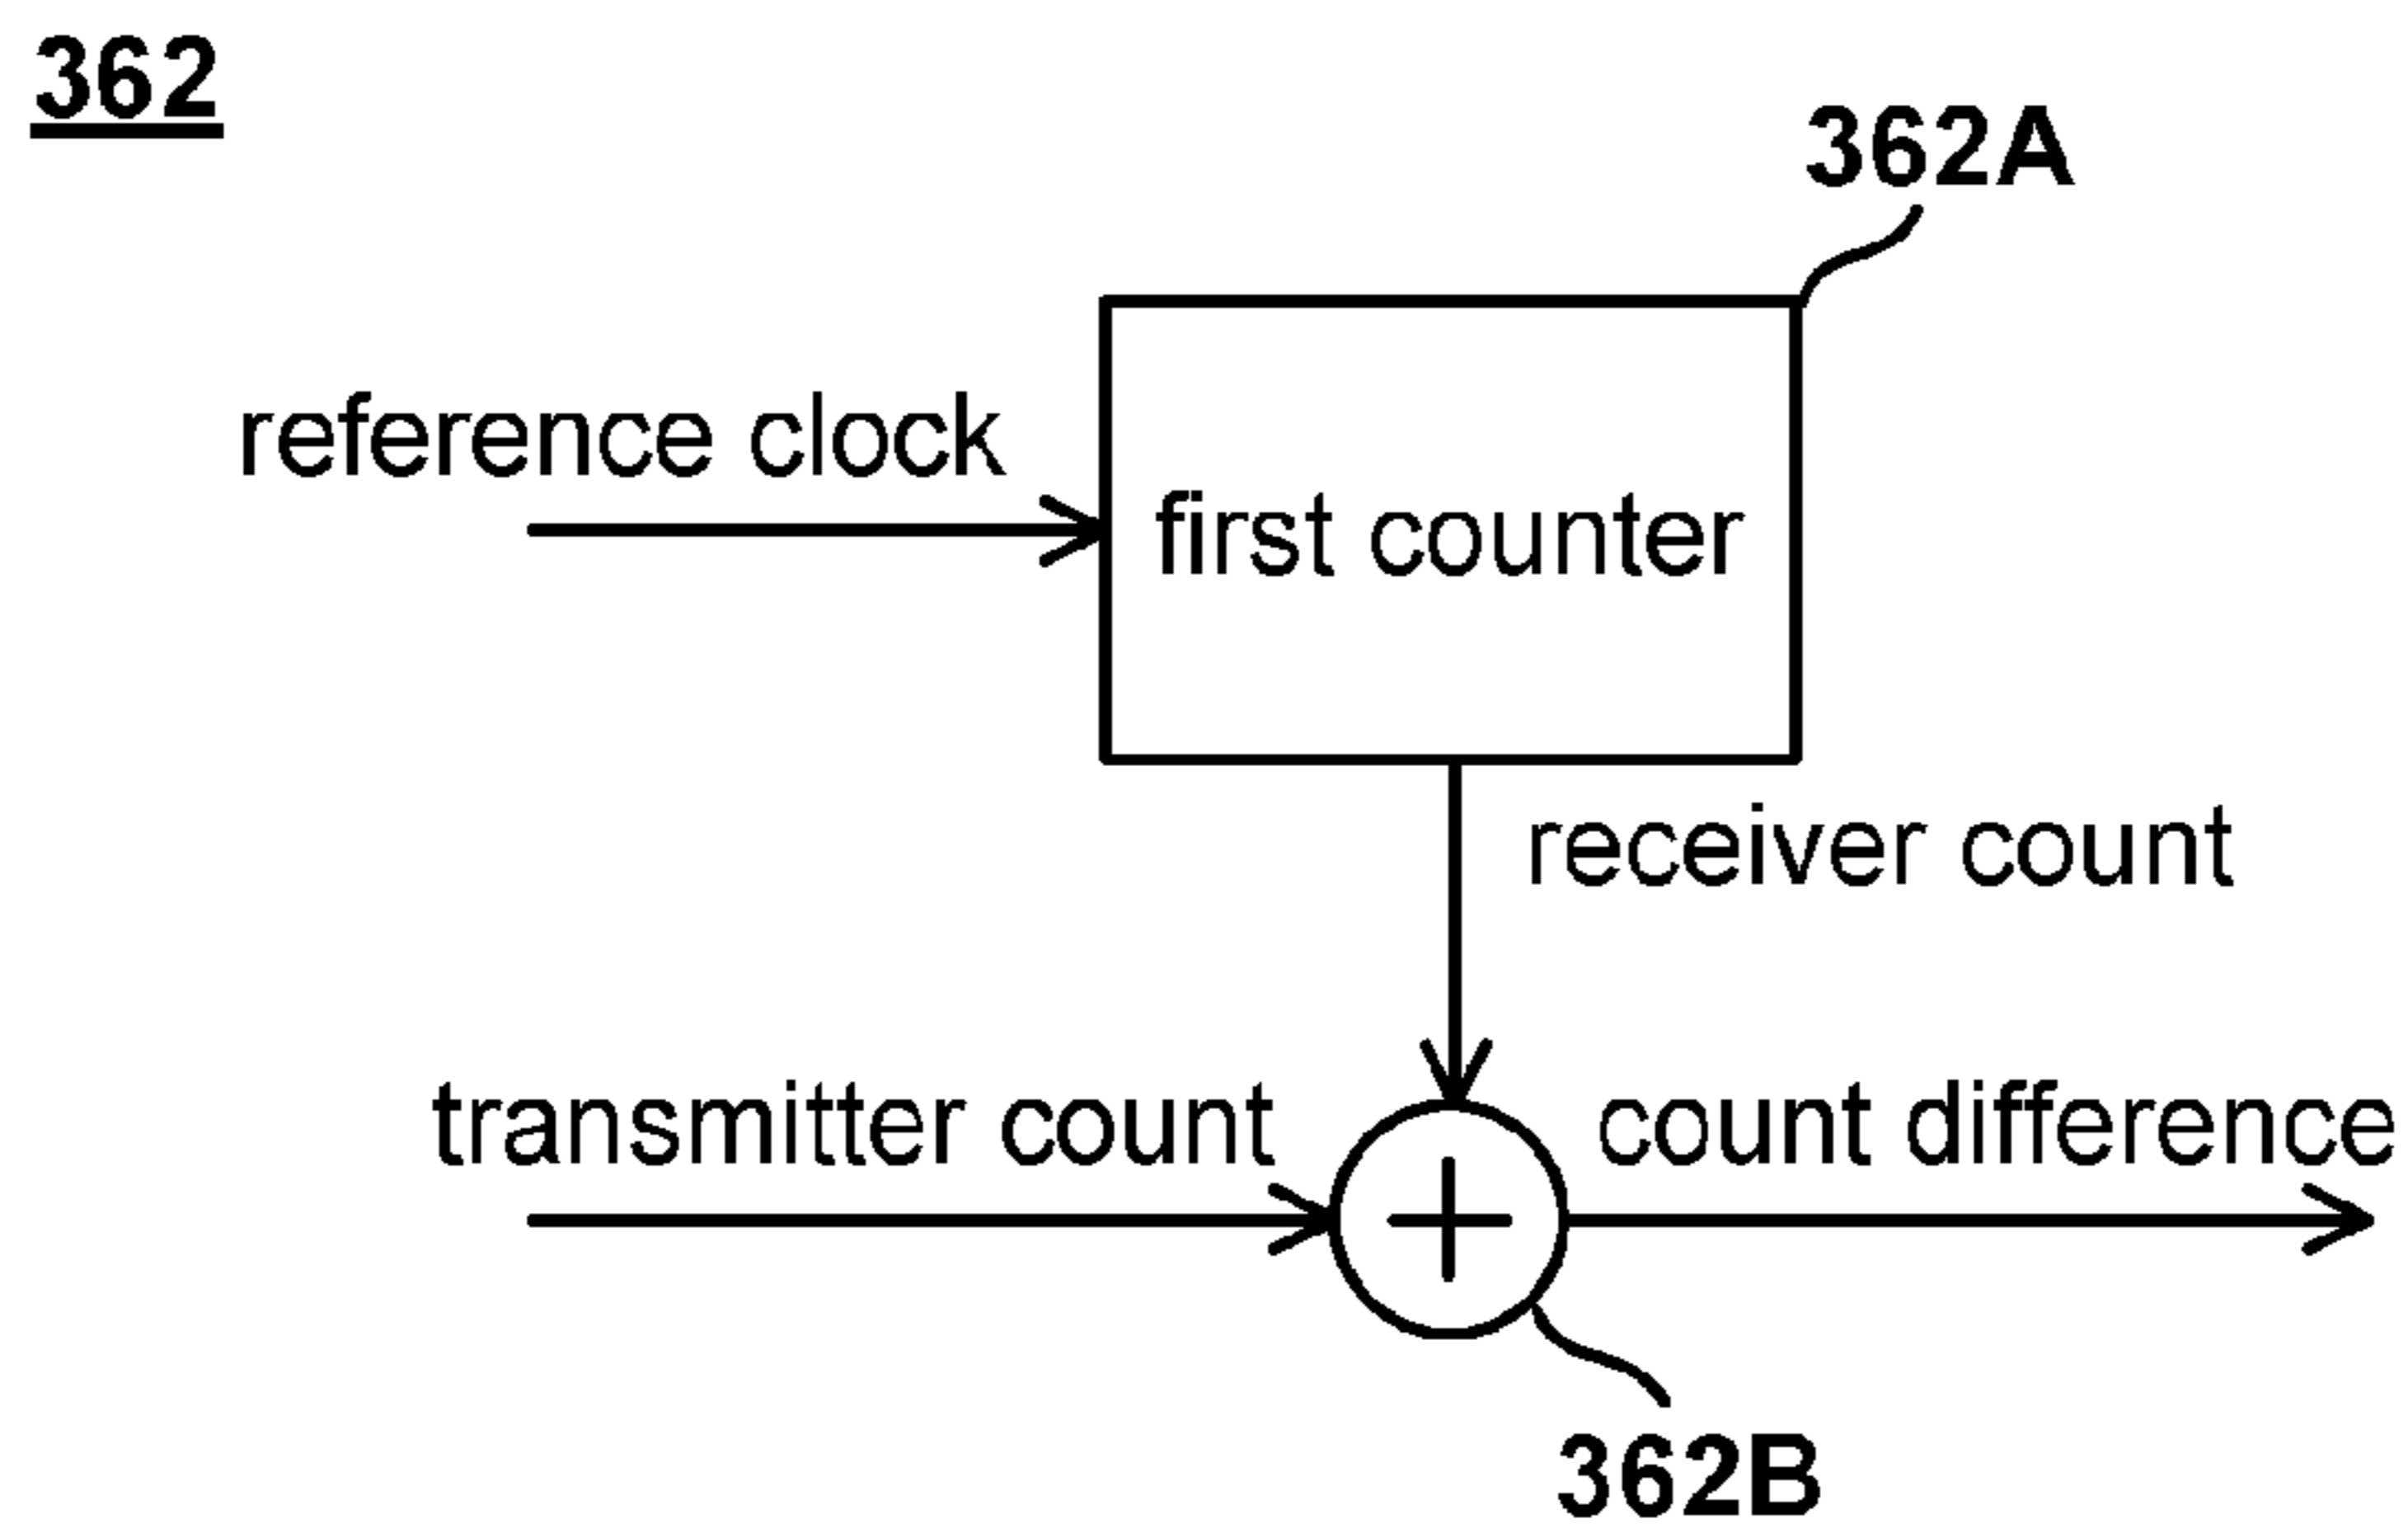 362
362A
reference clock
first counter
receiver count
transmitter count
count difference
362B